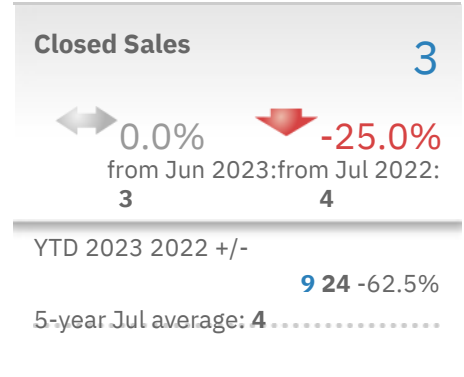 Closed Sales 3
0.0% -25.0%
from Jun 2023: from Jul 2022:
3 4
YTD 2023 2022 +/-
9 24 -62.5%
5-year Jul average: 4